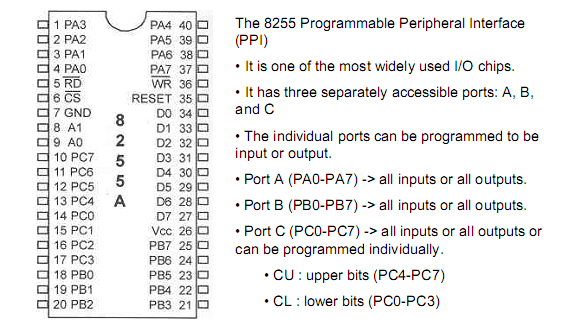 1 PA3 PA4 40
2 PA2 PA5 39
3 PA1 PA6 38
4 PA0 PA7 37
5 RD WR 36
6 CS RESET 35
7 GND D0 34
8 A1 D1 33
9 A0 D2 32
10 PC7 D3 31
11 PC6 D4 30
12 PC5 D5 29
13 PC4 D6 28
14 PC0 D7 27
15 PC1 Vcc 26
16 PC2 PB7 25
17 PC3 PB6 24
18 PB0 PB5 23
19 PB1 PB4 22
20 PB2 PB3 21
8
2
5
5
A
The 8255 Programmable Peripheral Interface
(PPI)
• It is one of the most widely used I/O chips.
• It has three separately accessible ports: A, B,
and C
• The individual ports can be programmed to be
input or output.
• Port A (PA0-PA7) -> all inputs or all outputs.
• Port B (PB0-PB7) -> all inputs or all outputs.
• Port C (PC0-PC7) -> all inputs or all outputs or
can be programmed individually.
• CU : upper bits (PC4-PC7)
• CL : lower bits (PC0-PC3)